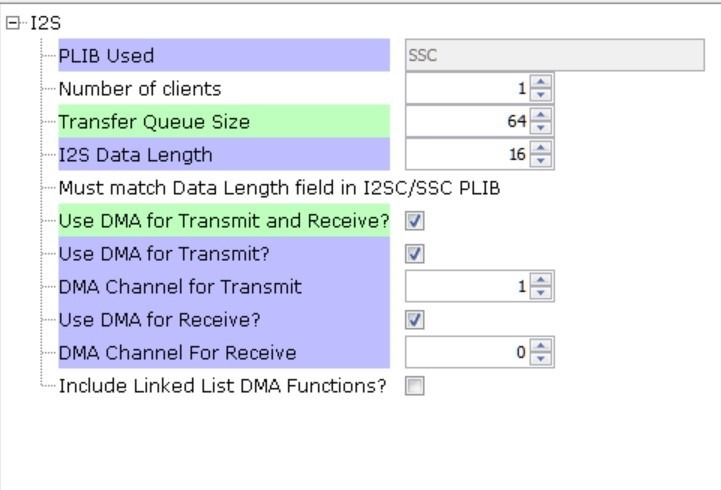 I2S
PLIB Used SSC
Number of clients 1
Transfer Queue Size 64
I2S Data Length 16
Must match Data Length field in I2SC/SSC PLIB
Use DMA for Transmit and Receive?
Use DMA for Transmit?
DMA Channel for Transmit 1
Use DMA for Receive?
DMA Channel For Receive 0
Include Linked List DMA Functions?